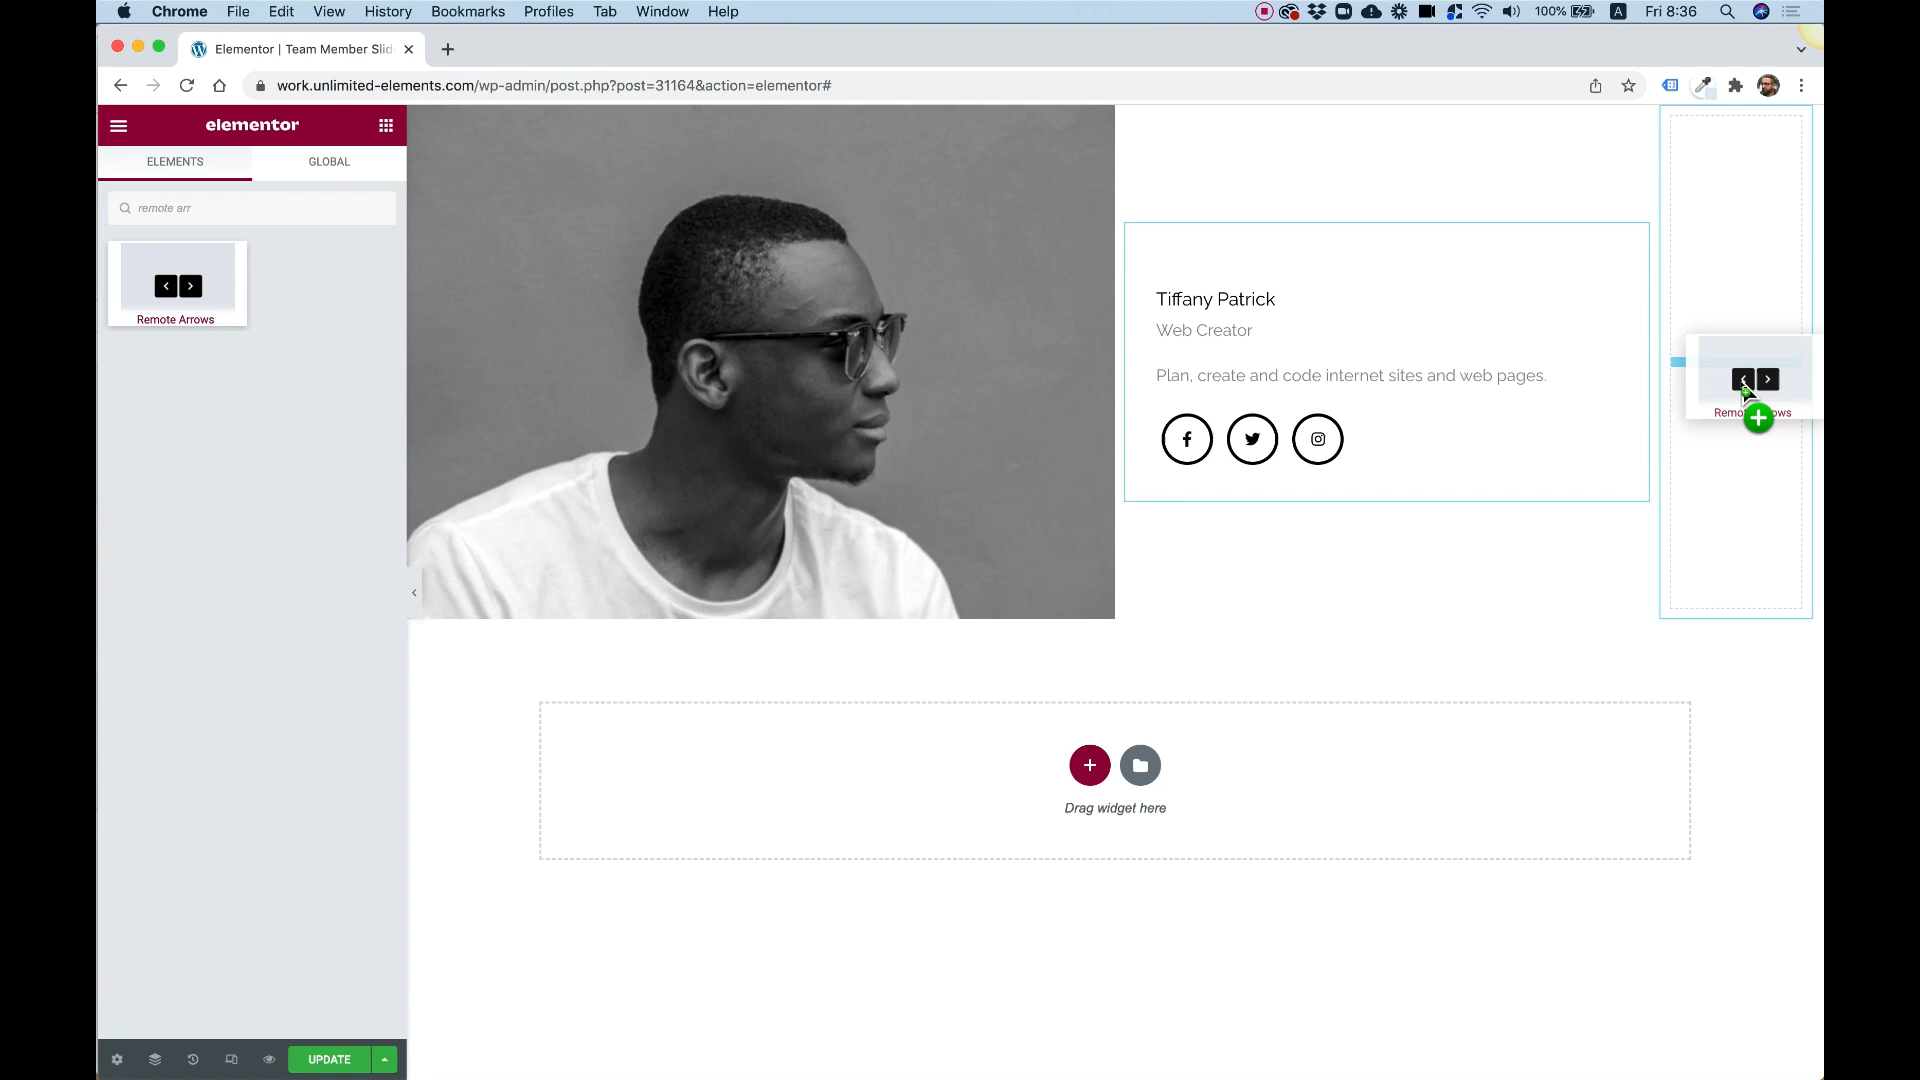 Chrome File Edit View History Bookmarks Profiles Tab Window Help
100% A Fri 8:36
Elementor | Team Member Slid
work.unlimited-elements.com/wp-admin/post.php?post=31164&action=elementor#
elementor
ELEMENTS GLOBAL
remote arr
Remote Arrows
Tiffany Patrick
Web Creator
Plan, create and code internet sites and web pages.
Drag widget here
UPDATE